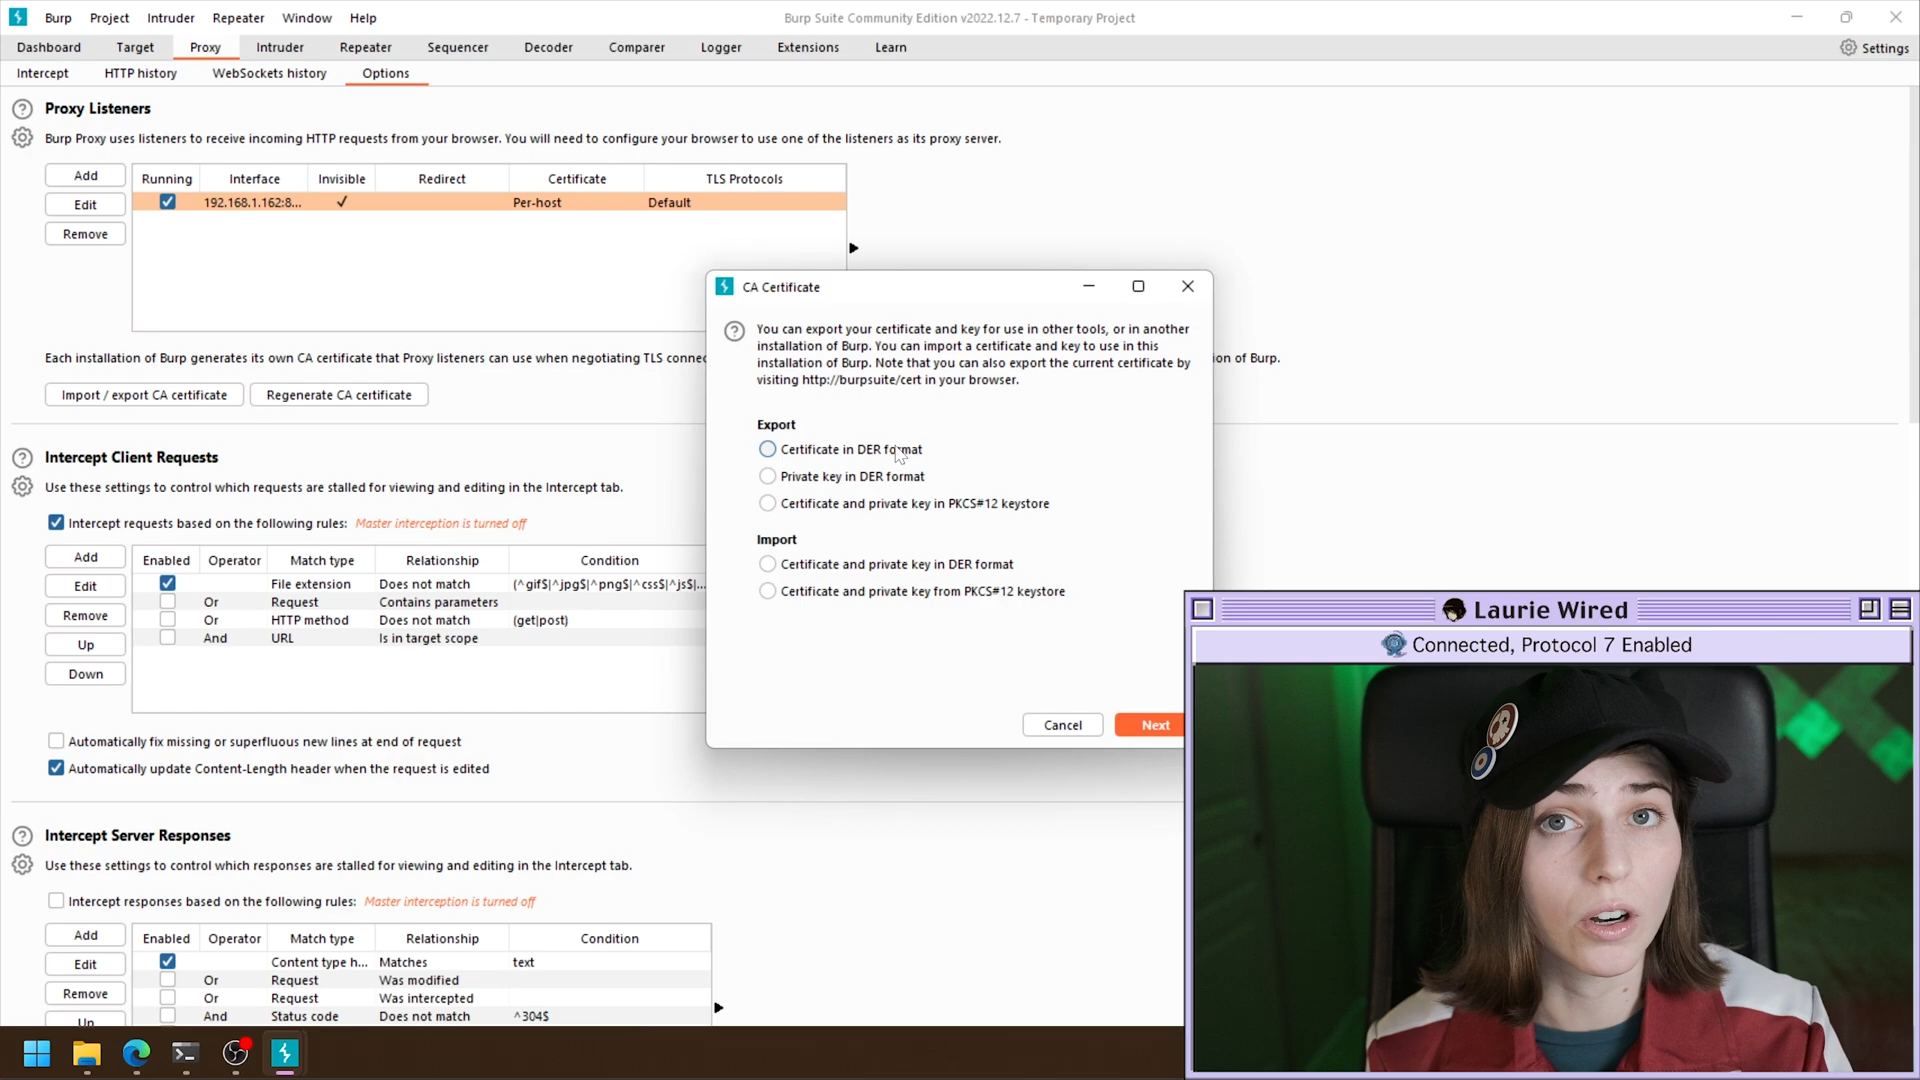 Burp Project Intruder Repeater Window Help
Burp Suite Community Edition v2022.12.7 - Temporary Project
Dashboard Target Proxy Intruder Repeater Sequencer Decoder Comparer Logger Extensions Learn
Settings
Intercept HTTP history WebSockets history Options
Proxy Listeners
Burp Proxy uses listeners to receive incoming HTTP requests from your browser. You will need to configure your browser to use one of the listeners as its proxy server.
Add
Edit
Remove
Running Interface Invisible Redirect Certificate TLS Protocols
192.168.1.162:8... ✓ Per-host Default
Each installation of Burp generates its own CA certificate that Proxy listeners can use when negotiating TLS conne
on of Burp.
Import / export CA certificate Regenerate CA certificate
CA Certificate
You can export your certificate and key for use in other tools, or in another
installation of Burp. You can import a certificate and key to use in this
installation of Burp. Note that you can also export the current certificate by
visiting http://burpsuite/cert in your browser.
Export
Certificate in DER format
Private key in DER format
Certificate and private key in PKCS#12 keystore
Import
Certificate and private key in DER format
Certificate and private key from PKCS#12 keystore
Cancel Next
Intercept Client Requests
Use these settings to control which requests are stalled for viewing and editing in the Intercept tab.
Intercept requests based on the following rules: Master interception is turned off
Add
Edit
Remove
Up
Down
Enabled Operator Match type Relationship Condition
File extension Does not match (^gif$|^jpg$|^png$|^css$|^js$|...
Or Request Contains parameters
Or HTTP method Does not match (get|post)
And URL Is in target scope
Automatically fix missing or superfluous new lines at end of request
Automatically update Content-Length header when the request is edited
Intercept Server Responses
Use these settings to control which responses are stalled for viewing and editing in the Intercept tab.
Intercept responses based on the following rules: Master interception is turned off
Add
Edit
Remove
Up
Enabled Operator Match type Relationship Condition
Content type h... Matches text
Or Request Was modified
Or Request Was intercepted
And Status code Does not match ^304$
Laurie Wired
Connected, Protocol 7 Enabled